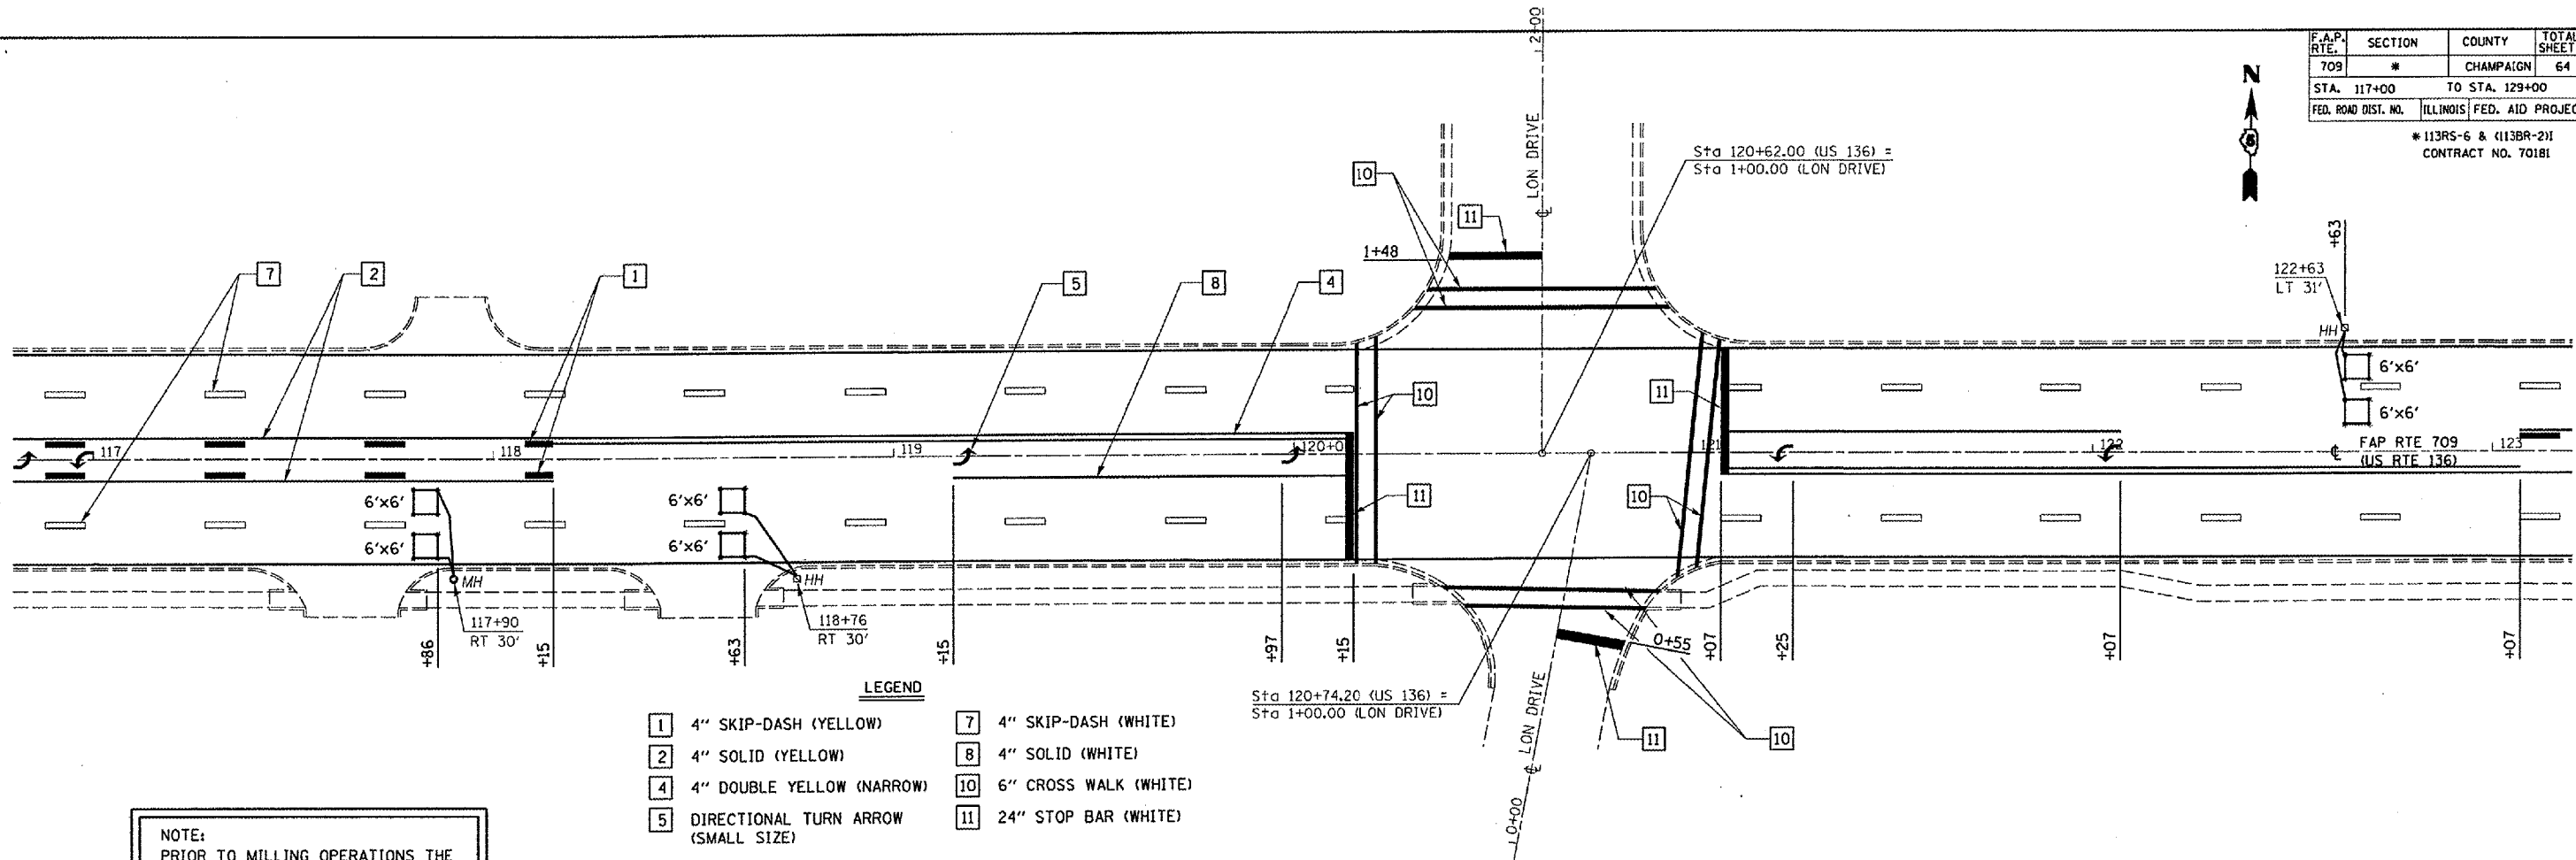 F.A.P. RTE. SECTION COUNTY TOTAL SHEET
709 * CHAMPAIGN 64
STA. 117+00 TO STA. 129+00
FED. ROAD DIST. NO. ILLINOIS FED. AID PROJEC
* 113RS-6 & (113BR-2)I
CONTRACT NO. 70181
N
5
2+00
LON DRIVE
Sta 120+62.00 (US 136) =
Sta 1+00.00 (LON DRIVE)
10
11
1+48
+63
122+63
LT 31'
HH
7
2
1
5
8
4
6'x6'
6'x6'
10
11
117
118
119
120+0
121
122
123
FAP RTE 709
(US RTE 136)
6'x6'
6'x6'
6'x6'
6'x6'
11
10
MH
HH
117+90
RT 30'
118+76
RT 30'
+86
+15
+63
+15
+97
+15
0+55
+07
+25
+07
+07
Sta 120+74.20 (US 136) =
Sta 1+00.00 (LON DRIVE)
LON DRIVE
11
10
0+00
LEGEND
1 4" SKIP-DASH (YELLOW)
2 4" SOLID (YELLOW)
4 4" DOUBLE YELLOW (NARROW)
5 DIRECTIONAL TURN ARROW
(SMALL SIZE)
7 4" SKIP-DASH (WHITE)
8 4" SOLID (WHITE)
10 6" CROSS WALK (WHITE)
11 24" STOP BAR (WHITE)
NOTE:
PRIOR TO MILLING OPERATIONS THE